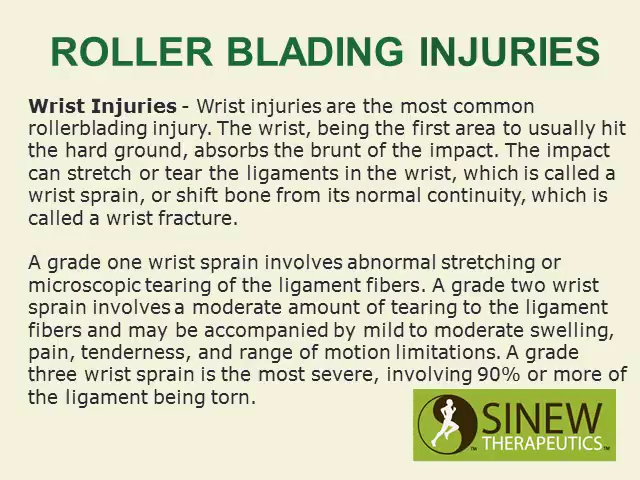 ROLLER BLADING INJURIES
Wrist Injuries - Wrist injuries are the most common
rollerblading injury. The wrist, being the first area to usually hit
the hard ground, absorbs the brunt of the impact. The impact
can stretch or tear the ligaments in the wrist, which is called a
wrist sprain, or shift bone from its normal continuity, which is
called a wrist fracture.
A grade one wrist sprain involves abnormal stretching or
microscopic tearing of the ligament fibers. A grade two wrist
sprain involves a moderate amount of tearing to the ligament
fibers and may be accompanied by mild to moderate swelling,
pain, tenderness, and range of motion limitations. A grade
three wrist sprain is the most severe, involving 90% or more of
the ligament being torn.
SINEW
™ THERAPEUTICS™